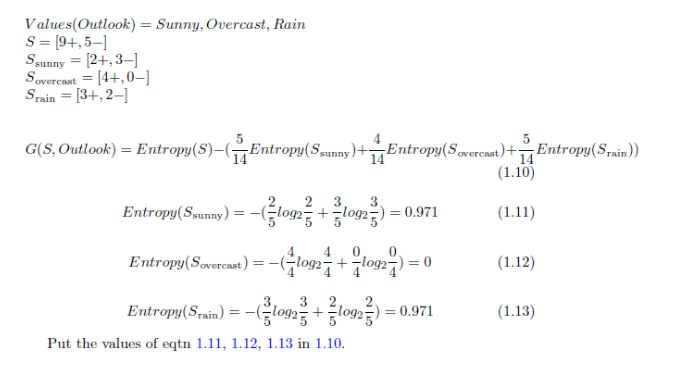 Values(Outlook) = Sunny, Overcast, Rain
S = [9+, 5−]
S_sunny = [2+, 3−]
S_overcast = [4+, 0−]
S_rain = [3+, 2−]
G(S, Outlook) = Entropy(S)−(5/14 Entropy(S_sunny)+4/14 Entropy(S_overcast)+5/14 Entropy(S_rain))
(1.10)
Entropy(S_sunny) = −(2/5 log₂ 2/5 + 3/5 log₂ 3/5) = 0.971 (1.11)
Entropy(S_overcast) = −(4/4 log₂ 4/4 + 0/4 log₂ 0/4) = 0 (1.12)
Entropy(S_rain) = −(3/5 log₂ 3/5 + 2/5 log₂ 2/5) = 0.971 (1.13)
Put the values of eqtn 1.11, 1.12, 1.13 in 1.10.